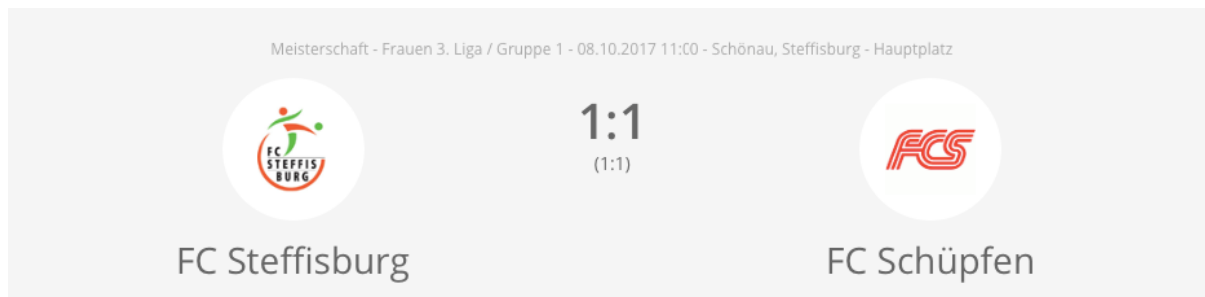 Meisterschaft - Frauen 3. Liga / Gruppe 1 - 08.10.2017 11:00 - Schönau, Steffisburg - Hauptplatz
FC
STEFFIS
BURG
1:1
(1:1)
FCS
FC Steffisburg
FC Schüpfen